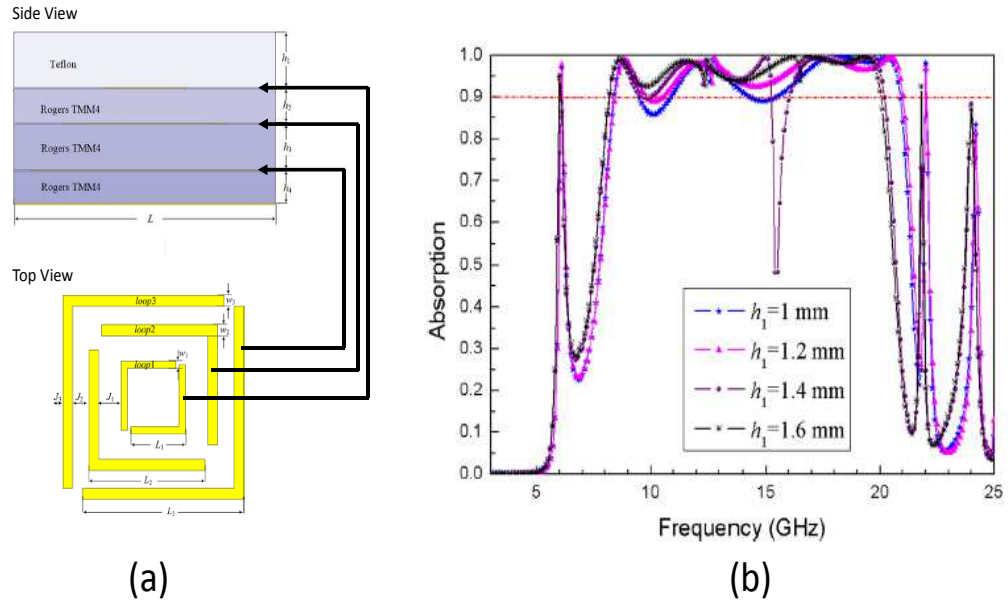 Side View
Teflon
h1
Rogers TMM4
h2
Rogers TMM4
h3
Rogers TMM4
h4
L
Top View
loop3
w3
loop2
w2
loop1
w1
J3
J2
J1
L1
L2
L3
(a)
1.0
0.9
0.8
0.7
0.6
0.5
0.4
0.3
0.2
0.1
0.0
Absorption
h1=1 mm
h1=1.2 mm
h1=1.4 mm
h1=1.6 mm
5 10 15 20 25
Frequency (GHz)
(b)